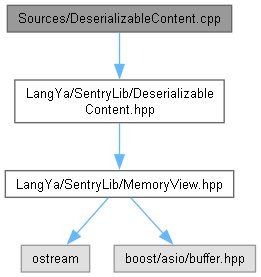 Sources/DeserializableContent.cpp
LangYa/SentryLib/Deserializable
Content.hpp
LangYa/SentryLib/MemoryView.hpp
ostream
boost/asio/buffer.hpp